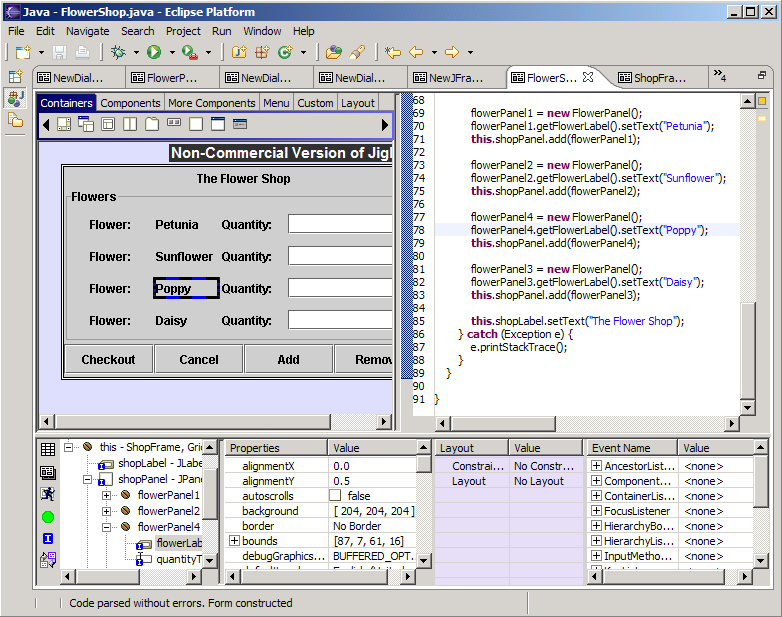 Java - FlowerShop.java - Eclipse Platform
File Edit Navigate Search Project Run Window Help
NewDial... FlowerP... NewDial... NewDial... NewJFra... FlowerS... ShopFra... »4
Containers Components More Components Menu Custom Layout
Non-Commercial Version of Jigl
The Flower Shop
Flowers
Flower: Petunia Quantity:
Flower: Sunflower Quantity:
Flower: Poppy Quantity:
Flower: Daisy Quantity:
Checkout Cancel Add Remov
68
69 flowerPanel1 = new FlowerPanel();
70 flowerPanel1.getFlowerLabel().setText("Petunia");
71 this.shopPanel.add(flowerPanel1);
72
73 flowerPanel2 = new FlowerPanel();
74 flowerPanel2.getFlowerLabel().setText("Sunflower");
75 this.shopPanel.add(flowerPanel2);
76
77 flowerPanel4 = new FlowerPanel();
78 flowerPanel4.getFlowerLabel().setText("Poppy");
79 this.shopPanel.add(flowerPanel4);
80
81 flowerPanel3 = new FlowerPanel();
82 flowerPanel3.getFlowerLabel().setText("Daisy");
83 this.shopPanel.add(flowerPanel3);
84
85 this.shopLabel.setText("The Flower Shop");
86 } catch (Exception e) {
87 e.printStackTrace();
88 }
89 }
90
91 }
this - ShopFrame, Gric
shopLabel - JLabe
shopPanel - JPane
flowerPanel1
flowerPanel2
flowerPanel4
flowerLab
quantityT
Properties Value
alignmentX 0.0
alignmentY 0.5
autoscrolls false
background [ 204, 204, 204 ]
border No Border
bounds [87, 7, 61, 16]
debugGraphics... BUFFERED_OPT...
Layout Value
Constrai... No Constr...
Layout No Layout
Event Name Value
AncestorList... <none>
Component... <none>
ContainerLis... <none>
FocusListener <none>
HierarchyBo... <none>
HierarchyLis... <none>
InputMetho... <none>
Code parsed without errors. Form constructed